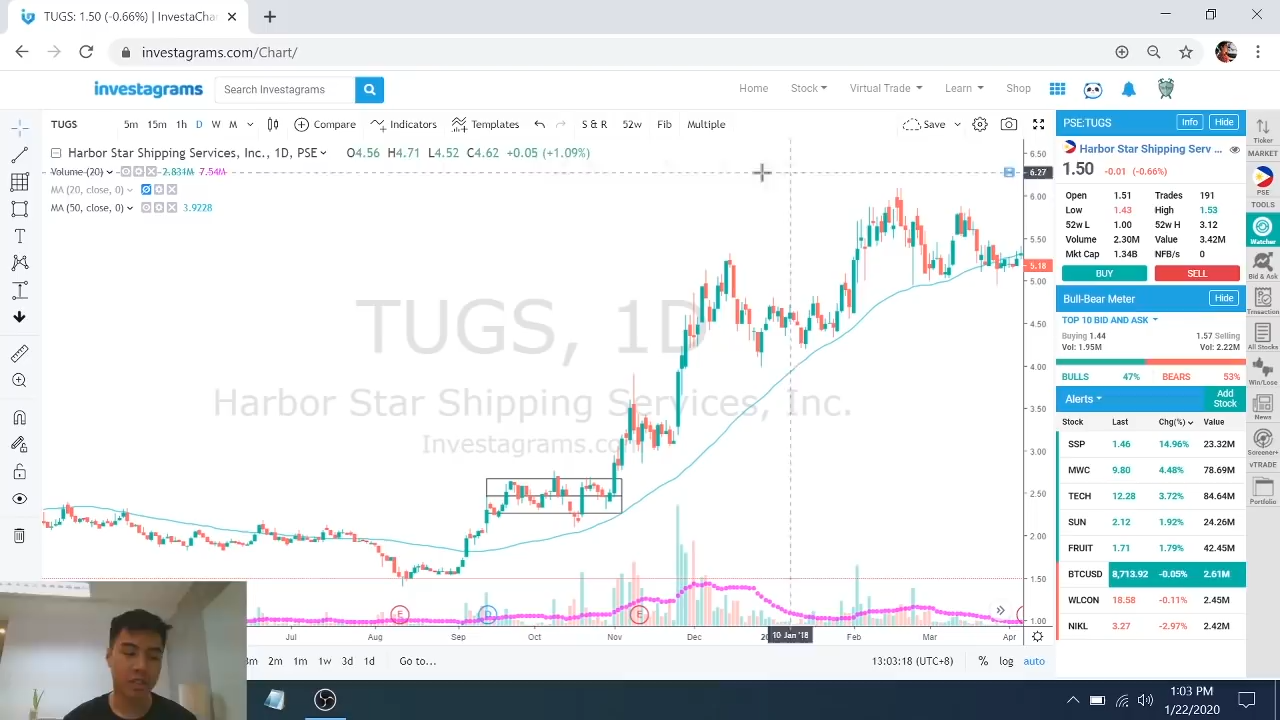 TUGS: 1.50 (-0.66%) | Investachar
investagrams.com/Chart/
investagrams
Search Investagrams
Home Stock Virtual Trade Learn Shop
TUGS 5m 15m 1h D W M Compare Indicators Templates S & R 52w Fib Multiple Save
Harbor Star Shipping Services, Inc., 1D, PSE O4.56 H4.71 L4.52 C4.62 +0.05 (+1.09%)
Volume (20) 2.831M 7.54M
MA (20, close, 0)
MA (50, close, 0) 3.9228
TUGS, 1D
Harbor Star Shipping Services, Inc.
Investagrams.com
6.50
6.27
6.00
5.50
5.18
5.00
4.50
4.00
3.50
3.00
2.50
2.00
1.50
1.00
E D E
Jul Aug Sep Oct Nov Dec 10 Jan '18 Feb Mar Apr
2m 1m 1w 3d 1d Go to... 13:03:18 (UTC+8) % log auto
PSE:TUGS Info Hide
Harbor Star Shipping Serv ...
1.50 -0.01 (-0.66%)
Open 1.51 Trades 191
Low 1.43 High 1.53
52w L 1.00 52w H 3.12
Volume 2.30M Value 3.42M
Mkt Cap 1.34B NFB/s 0
BUY SELL
Bull-Bear Meter Hide
TOP 10 BID AND ASK
Buying 1.44 1.57 Selling
Vol: 1.95M Vol: 2.22M
BULLS 47% BEARS 53%
Alerts Add Stock
Stock Last Chg(%) Value
SSP 1.46 14.96% 23.32M
MWC 9.80 4.48% 78.69M
TECH 12.28 3.72% 84.64M
SUN 2.12 1.92% 24.26M
FRUIT 1.71 1.79% 42.45M
BTCUSD 8,713.92 -0.05% 2.61M
WLCON 18.58 -0.11% 2.45M
NIKL 3.27 -2.97% 2.42M
Ticker
MARKET
PSE
TOOLS
Watcher
Bid & Ask
Transaction
All Stocks
Win/Lose
News
Screener+
vTRADE
Portfolio
1:03 PM
1/22/2020